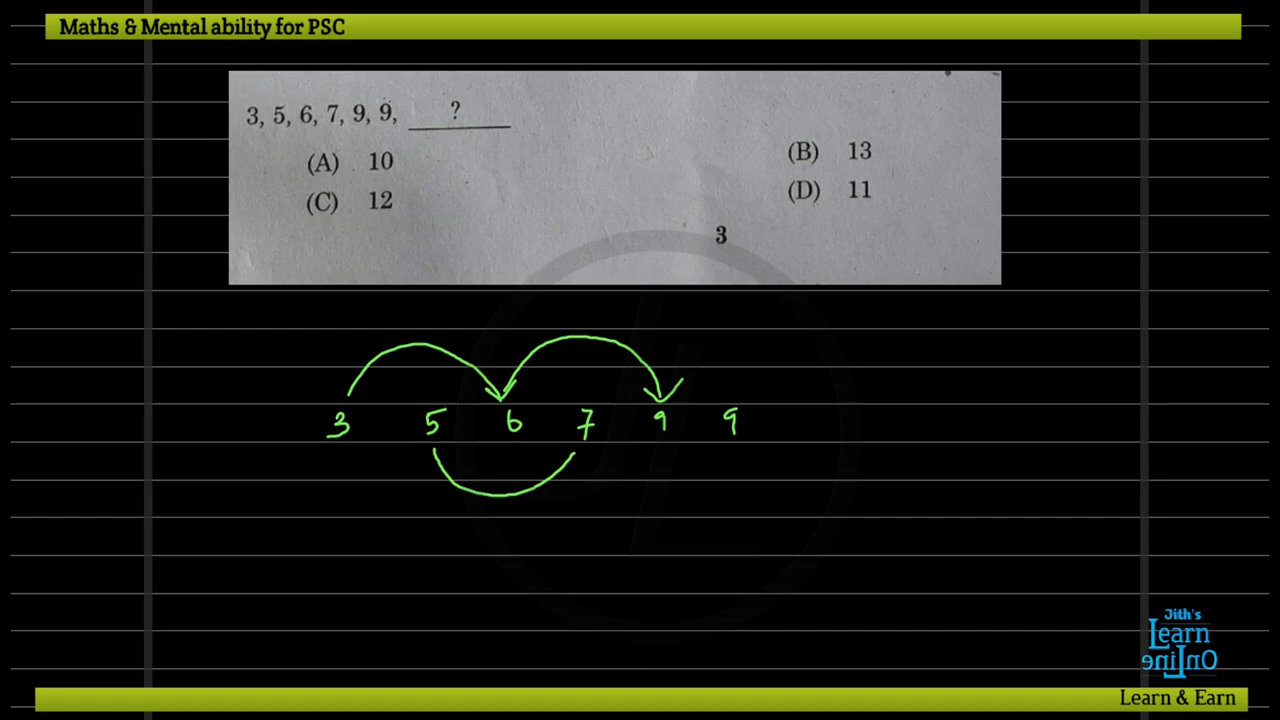 Maths & Mental ability for PSC
3, 5, 6, 7, 9, 9, ?
(A) 10
(B) 13
(C) 12
(D) 11
3
3 5 6 7 9 9
Jith's
Learn
OnLine
Learn & Earn